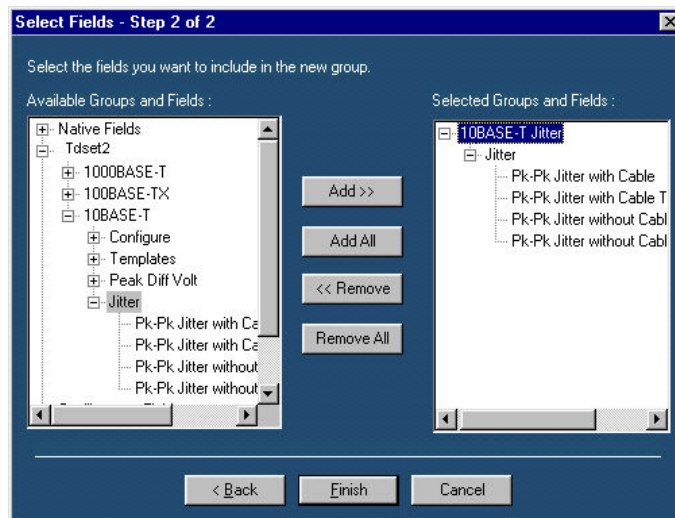 Select Fields - Step 2 of 2
Select the fields you want to include in the new group.
Available Groups and Fields :
Native Fields
Tdset2
1000BASE-T
100BASE-TX
10BASE-T
Configure
Templates
Peak Diff Volt
Jitter
Pk-Pk Jitter with Ca
Pk-Pk Jitter with Ca
Pk-Pk Jitter without
Pk-Pk Jitter without
Add >>
Add All
<< Remove
Remove All
Selected Groups and Fields :
10BASE-T Jitter
Jitter
Pk-Pk Jitter with Cable
Pk-Pk Jitter with Cable T
Pk-Pk Jitter without Cabl
Pk-Pk Jitter without Cabl
< Back
Finish
Cancel